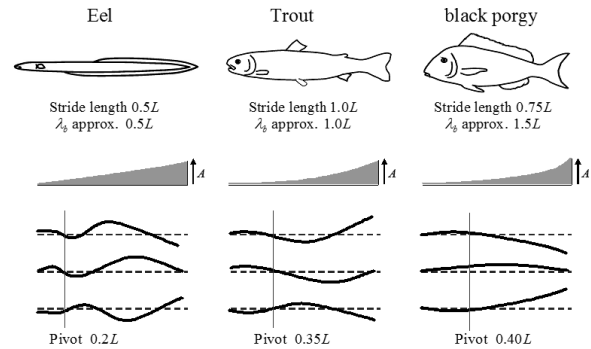 Eel Trout black porgy
Stride length 0.5L Stride length 1.0L Stride length 0.75L
λb approx. 0.5L λb approx. 1.0L λb approx. 1.5L
A A A
Pivot 0.2L Pivot 0.35L Pivot 0.40L